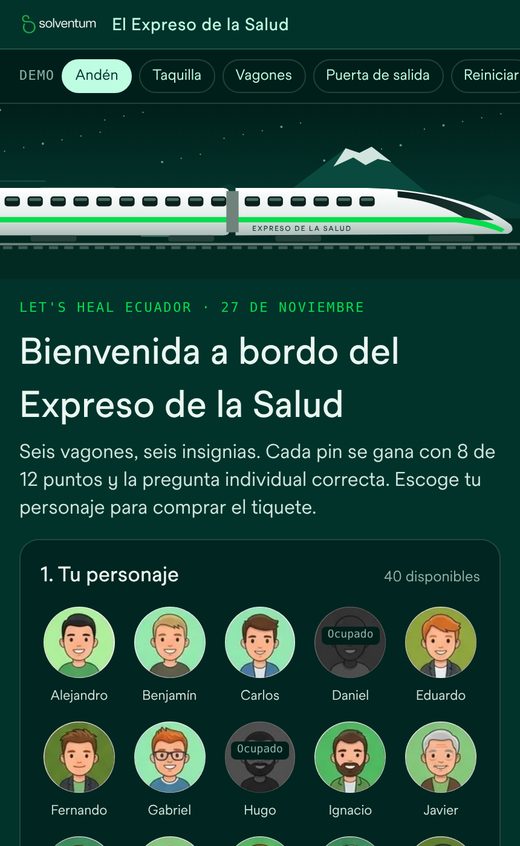 solventum El Expreso de la Salud
DEMO Andén Taquilla Vagones Puerta de salida Reiniciar
EXPRESO DE LA SALUD
LET'S HEAL ECUADOR · 27 DE NOVIEMBRE
Bienvenida a bordo del
Expreso de la Salud
Seis vagones, seis insignias. Cada pin se gana con 8 de
12 puntos y la pregunta individual correcta. Escoge tu
personaje para comprar el tiquete.
1. Tu personaje 40 disponibles
Ocupado
Alejandro Benjamín Carlos Daniel Eduardo
Ocupado
Fernando Gabriel Hugo Ignacio Javier